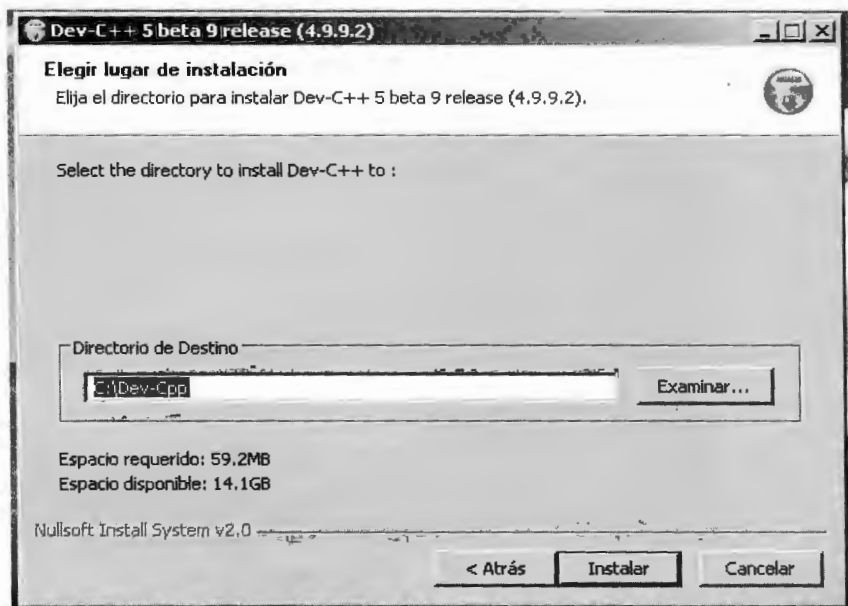 Dev-C++ 5 beta 9 release (4.9.9.2)
Elegir lugar de instalación
Elija el directorio para instalar Dev-C++ 5 beta 9 release (4.9.9.2).
Select the directory to install Dev-C++ to :
Directorio de Destino
C:\Dev-Cpp
Examinar...
Espacio requerido: 59.2MB
Espacio disponible: 14.1GB
Nullsoft Install System v2.0
< Atrás
Instalar
Cancelar